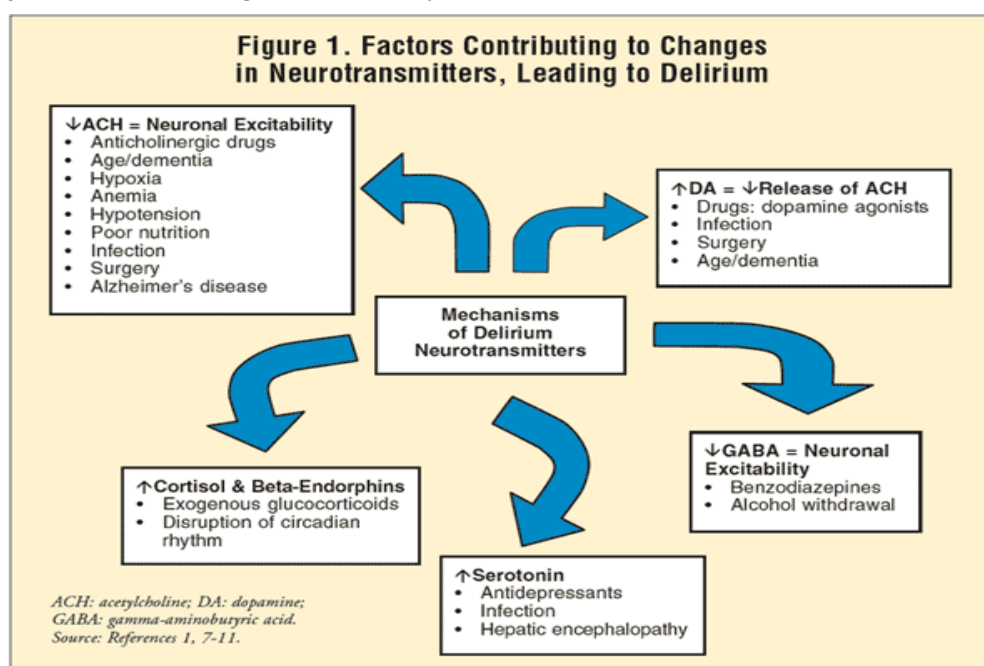 Figure 1. Factors Contributing to Changes
in Neurotransmitters, Leading to Delirium
↓ACH = Neuronal Excitability
• Anticholinergic drugs
• Age/dementia
• Hypoxia
• Anemia
• Hypotension
• Poor nutrition
• Infection
• Surgery
• Alzheimer's disease
↑DA = ↓Release of ACH
• Drugs: dopamine agonists
• Infection
• Surgery
• Age/dementia
Mechanisms
of Delirium
Neurotransmitters
↓GABA = Neuronal
Excitability
• Benzodiazepines
• Alcohol withdrawal
↑Cortisol & Beta-Endorphins
• Exogenous glucocorticoids
• Disruption of circadian
rhythm
↑Serotonin
• Antidepressants
• Infection
• Hepatic encephalopathy
ACH: acetylcholine; DA: dopamine;
GABA: gamma-aminobutyric acid.
Source: References 1, 7-11.